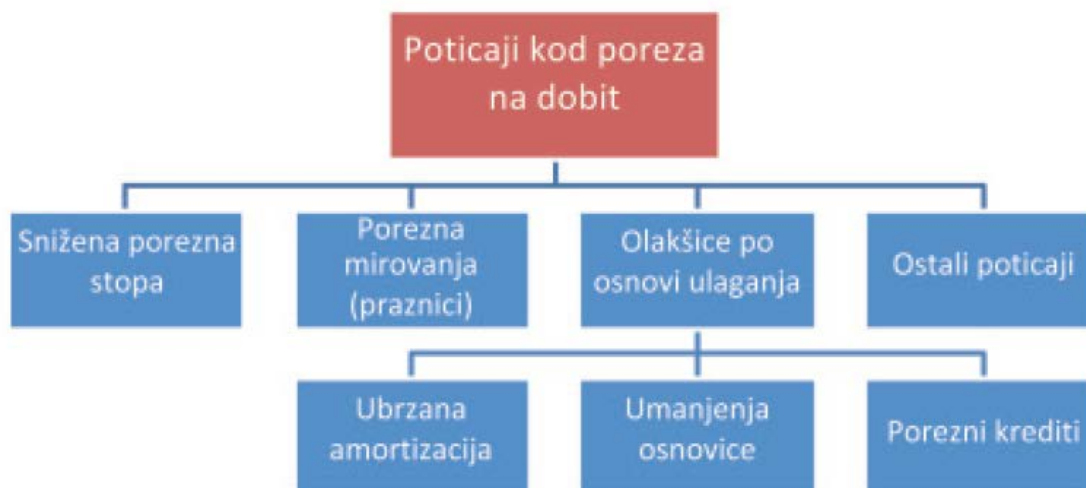 Poticaji kod poreza
na dobit
Snižena porezna
stopa
Porezna
mirovanja
(praznici)
Olakšice po
osnovi ulaganja
Ostali poticaji
Ubrzana
amortizacija
Umanjenja
osnovice
Porezni krediti